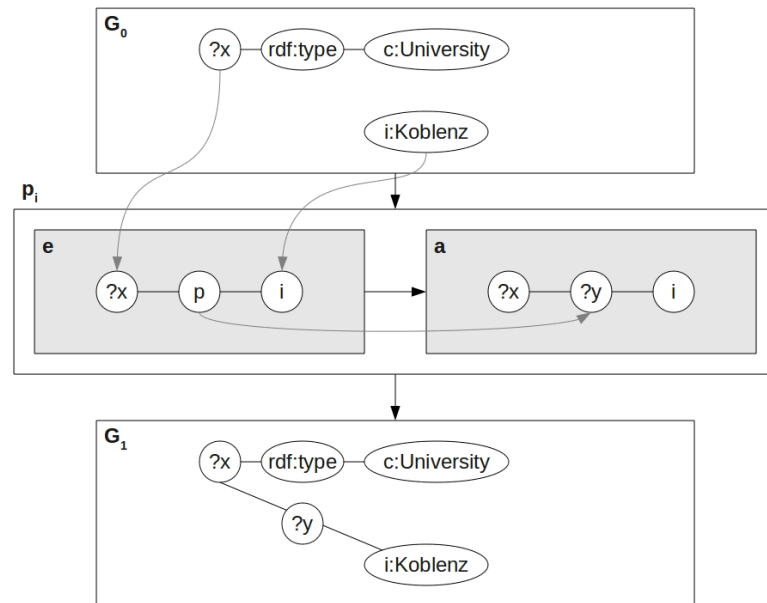 G0
?x rdf:type c:University
i:Koblenz
pi
e
?x p i
a
?x ?y i
G1
?x rdf:type c:University
?y
i:Koblenz